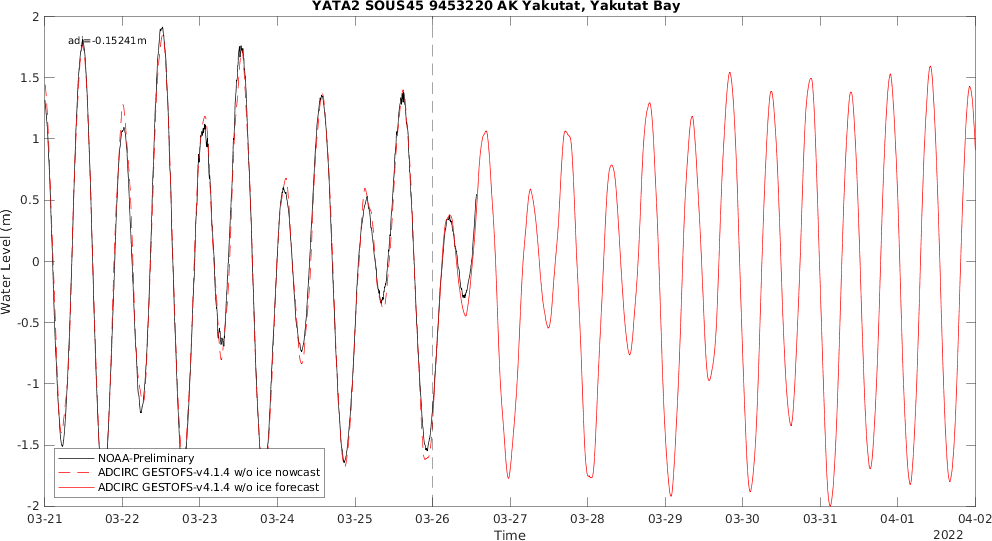 YATA2 SOUS45 9453220 AK Yakutat, Yakutat Bay
adj=-0.15241m
Water Level (m)
2
1.5
1
0.5
0
-0.5
-1
-1.5
-2
NOAA-Preliminary
ADCIRC GESTOFS-v4.1.4 w/o ice nowcast
ADCIRC GESTOFS-v4.1.4 w/o ice forecast
03-21 03-22 03-23 03-24 03-25 03-26 03-27 03-28 03-29 03-30 03-31 04-01 04-02
Time
2022